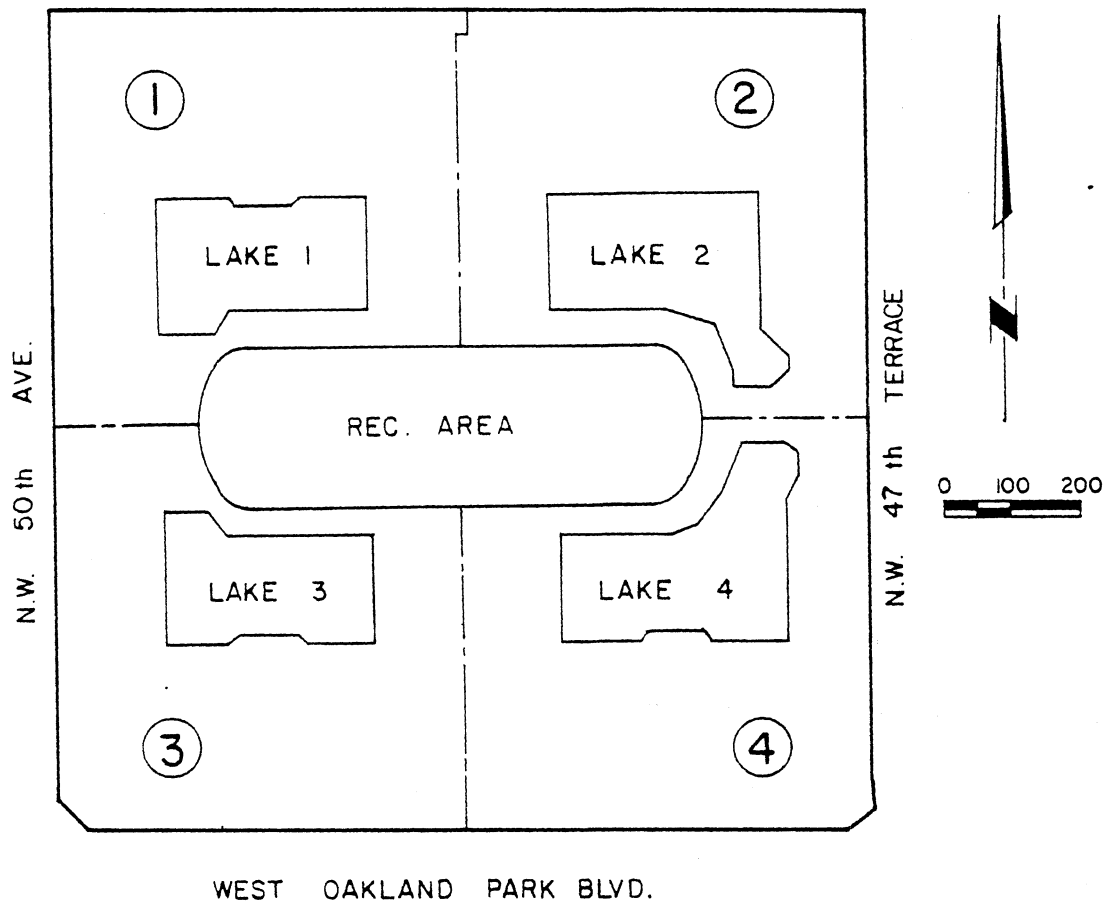 1
2
LAKE 1
LAKE 2
N.W. 50th AVE.
REC. AREA
N.W. 47th TERRACE
0 100 200
LAKE 3
LAKE 4
3
4
WEST OAKLAND PARK BLVD.